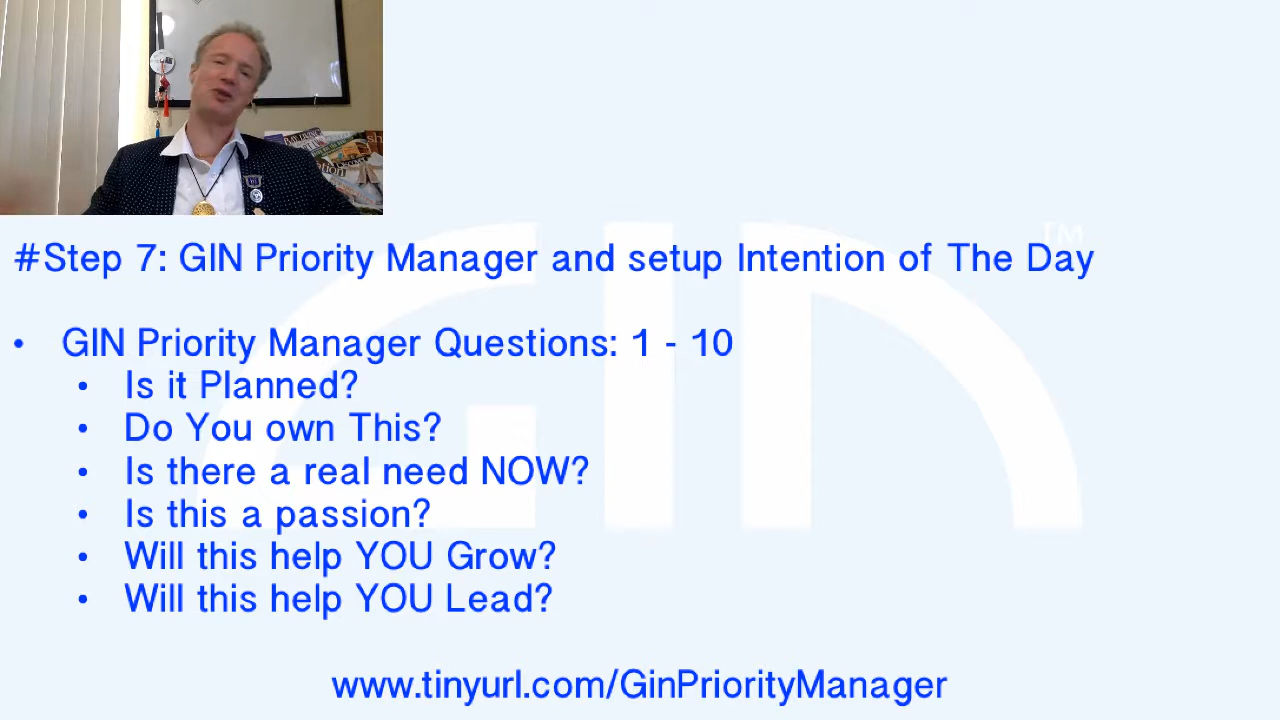 #Step 7: GIN Priority Manager and setup Intention of The Day
• GIN Priority Manager Questions: 1 - 10
• Is it Planned?
• Do You own This?
• Is there a real need NOW?
• Is this a passion?
• Will this help YOU Grow?
• Will this help YOU Lead?
www.tinyurl.com/GinPriorityManager
GIN
TM